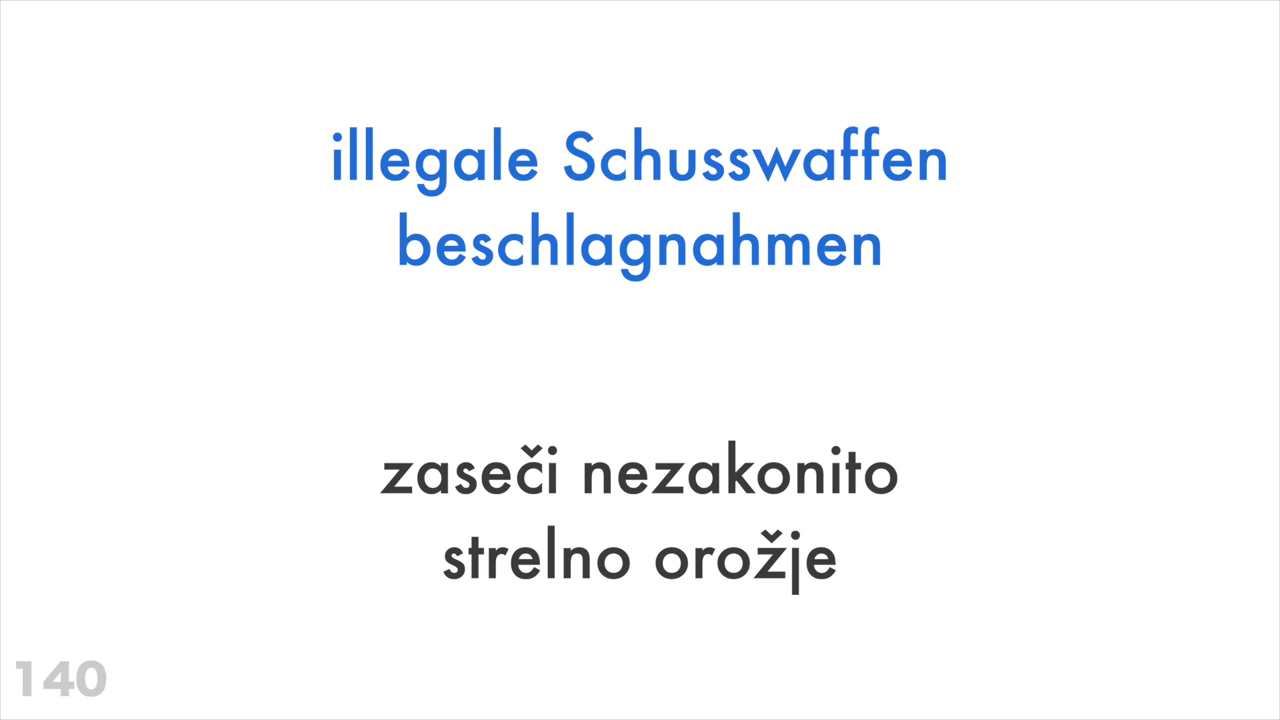 illegale Schusswaffen
beschlagnahmen
zaseči nezakonito
strelno orožje
140